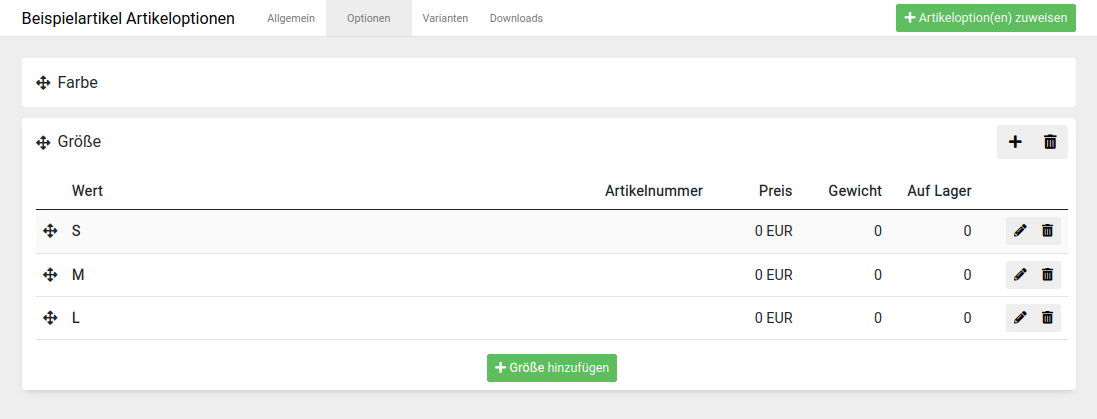 Beispielartikel Artikeloptionen Allgemein Optionen Varianten Downloads Artikeloption(en) zuweisen
Farbe
Größe
Wert Artikelnummer Preis Gewicht Auf Lager
S 0 EUR 0 0
M 0 EUR 0 0
L 0 EUR 0 0
Größe hinzufügen